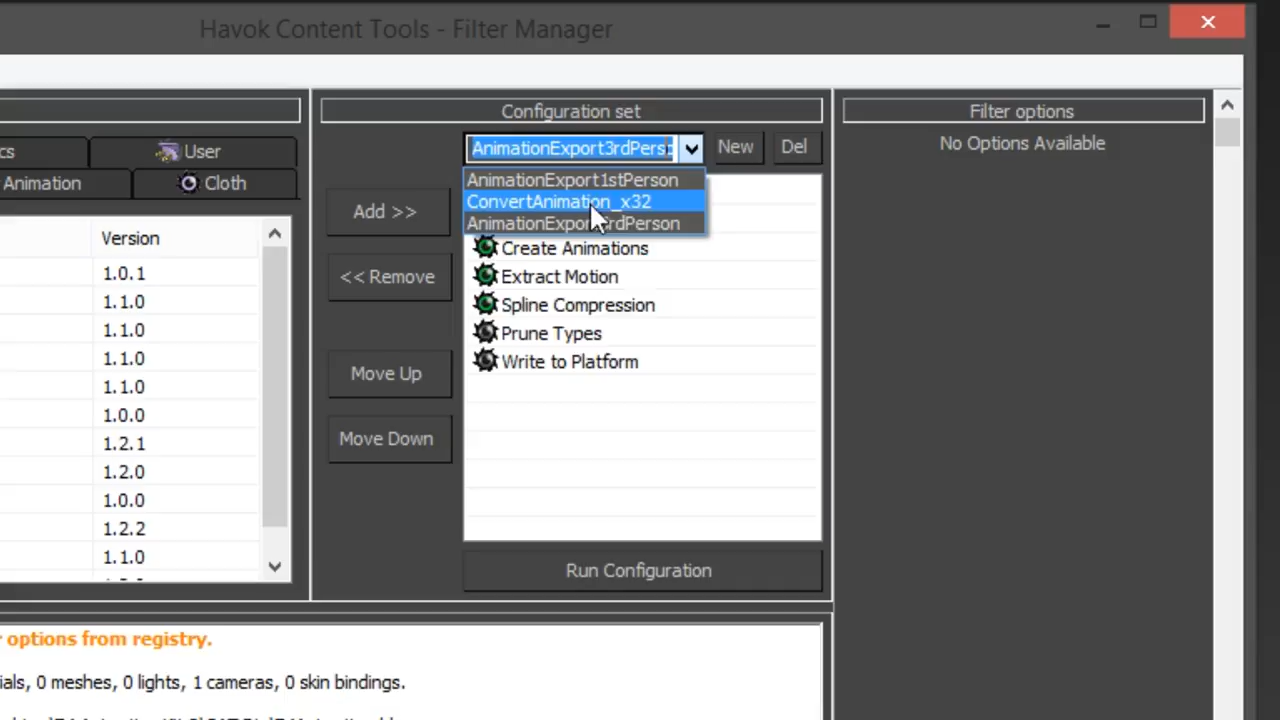 Havok Content Tools - Filter Manager
Configuration set
Filter options
AnimationExport3rdPers
New
Del
No Options Available
cs
User
Animation
Cloth
AnimationExport1stPerson
ConvertAnimation_x32
rdPerson
Add >>
<< Remove
Move Up
Move Down
Create Animations
Extract Motion
Spline Compression
Prune Types
Write to Platform
Version
1.0.1
1.1.0
1.1.0
1.1.0
1.1.0
1.0.0
1.2.1
1.2.0
1.0.0
1.2.2
1.1.0
Run Configuration
r options from registry.
ials, 0 meshes, 0 lights, 1 cameras, 0 skin bindings.